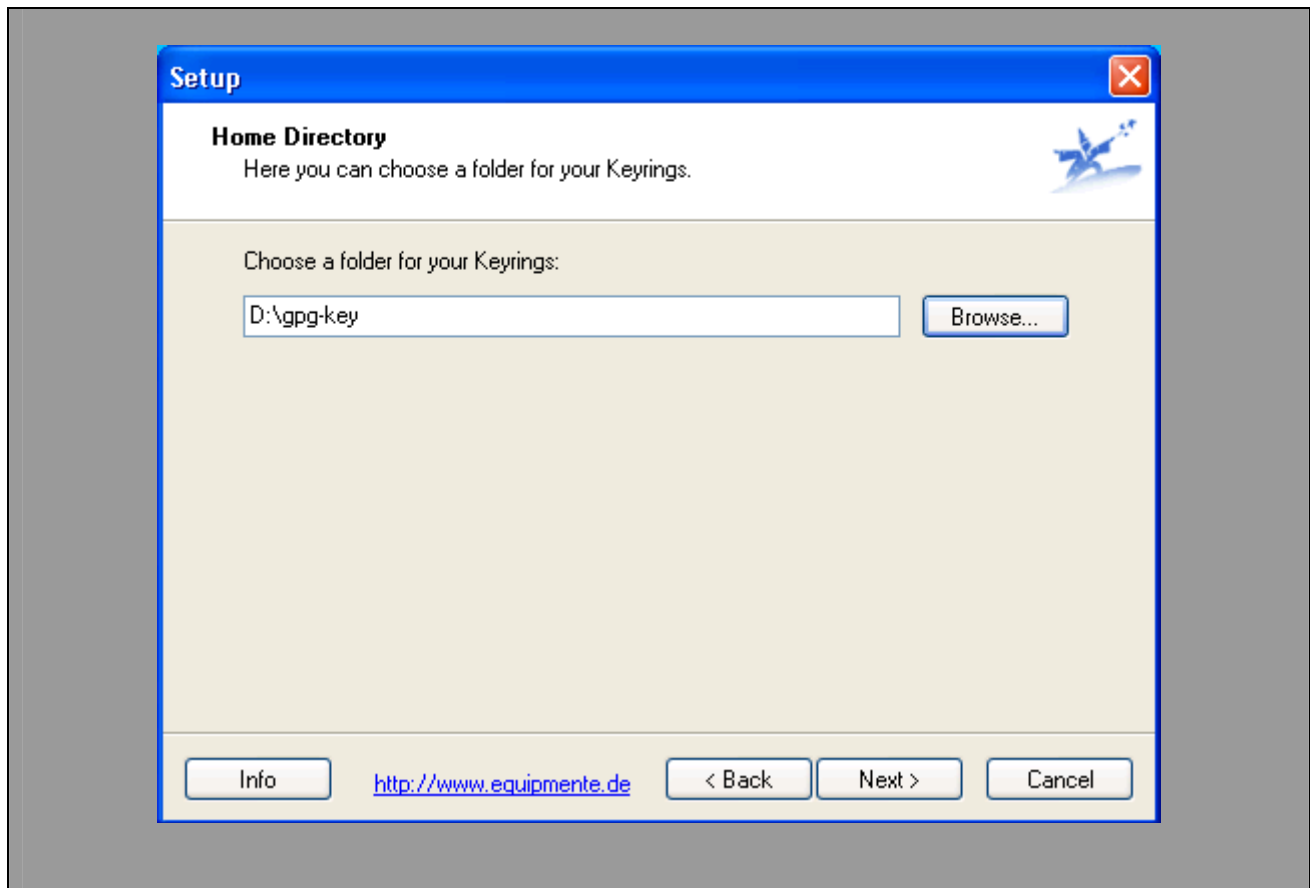 Setup
Home Directory
Here you can choose a folder for your Keyrings.
Choose a folder for your Keyrings:
D:\gpg-key
Browse...
Info
http://www.equipmente.de
< Back
Next >
Cancel